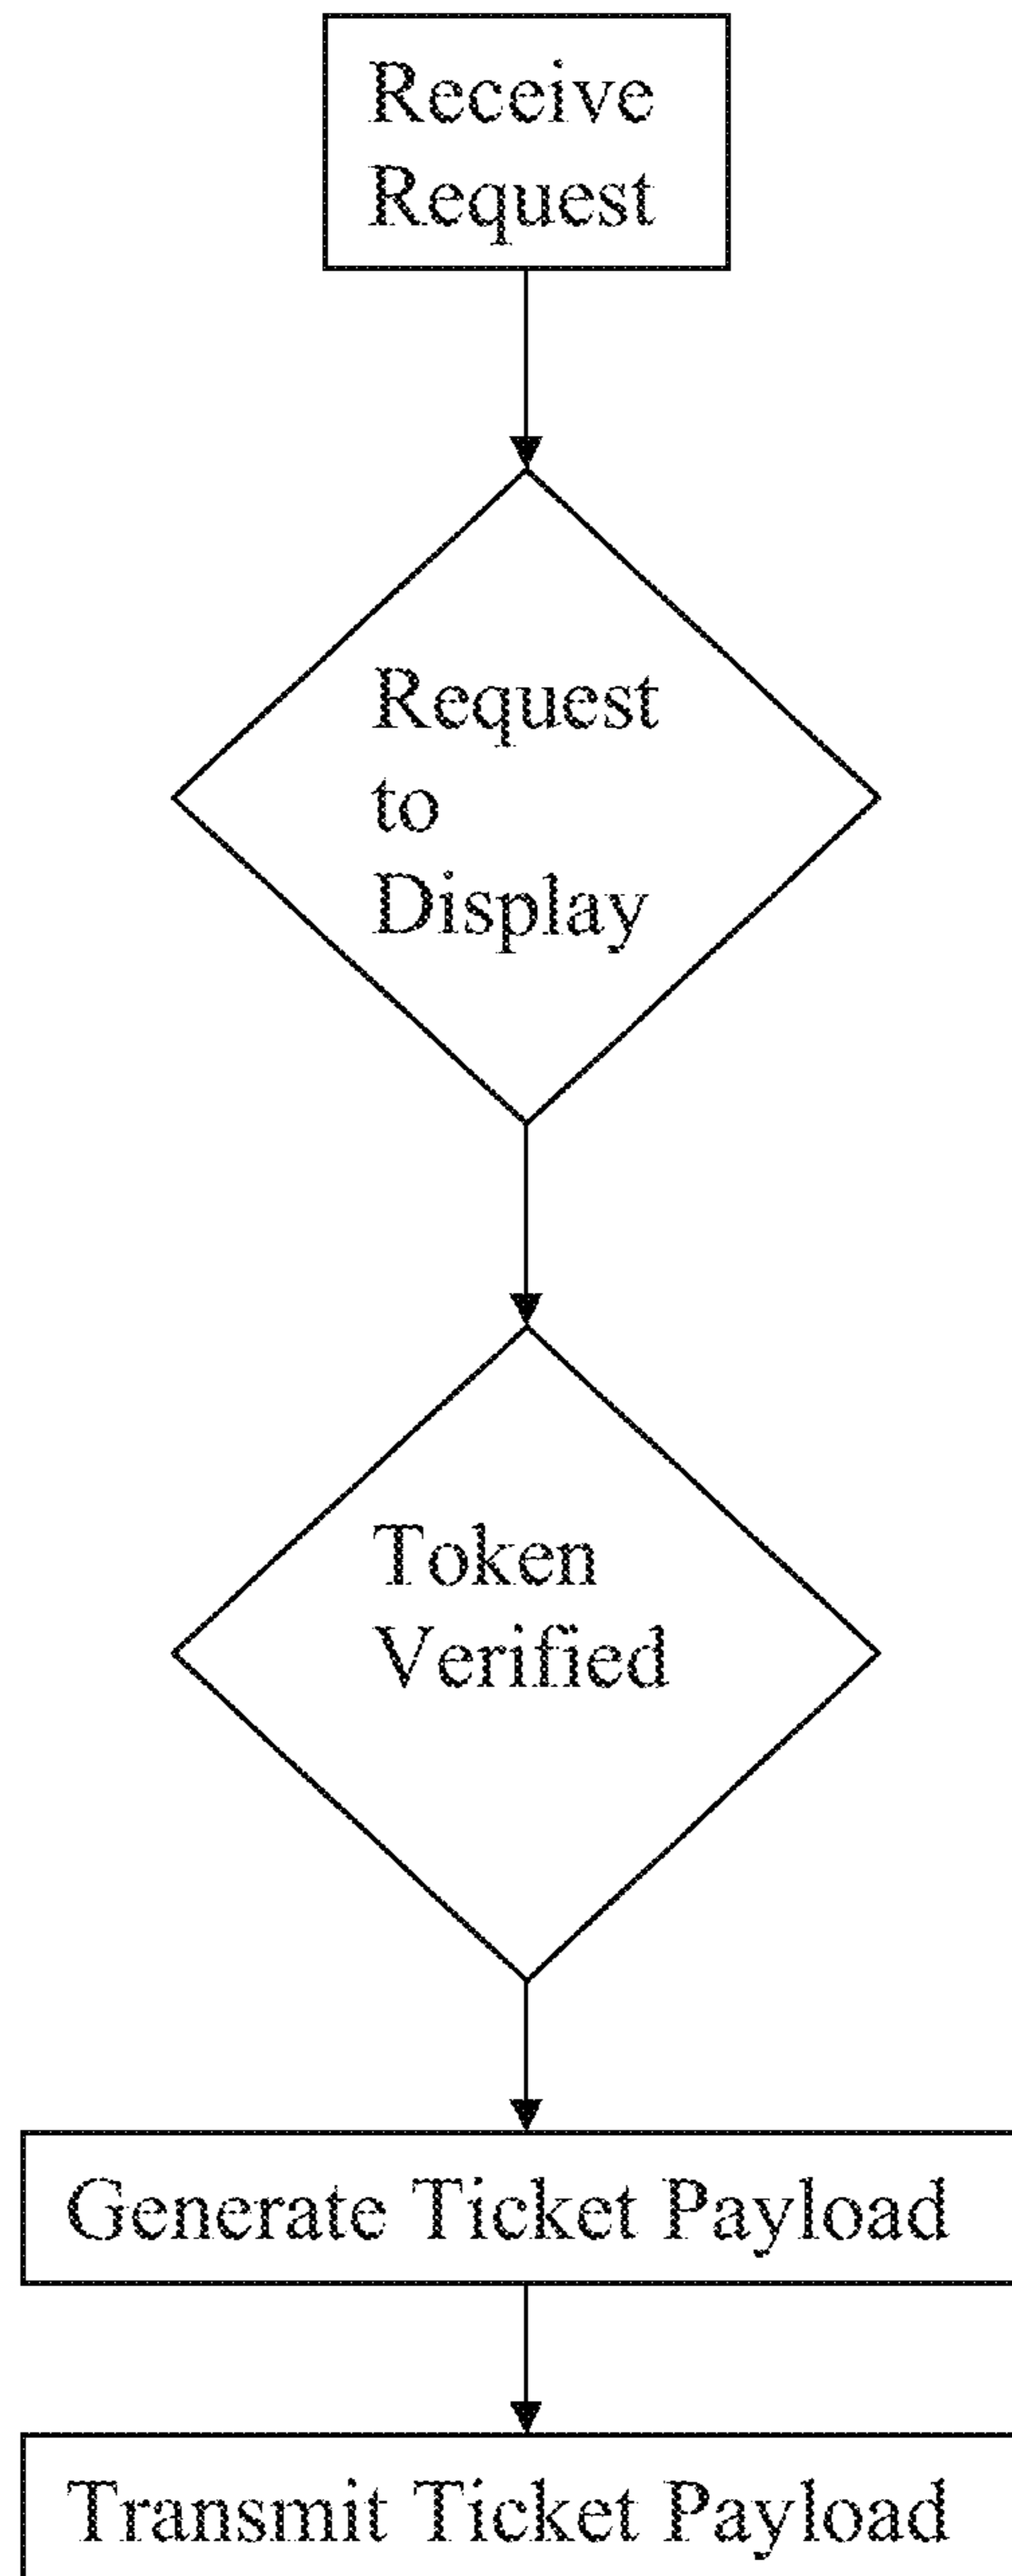 Receive
Request
Request
to
Display
Token
Verified
Generate Ticket Payload
Transmit Ticket Payload